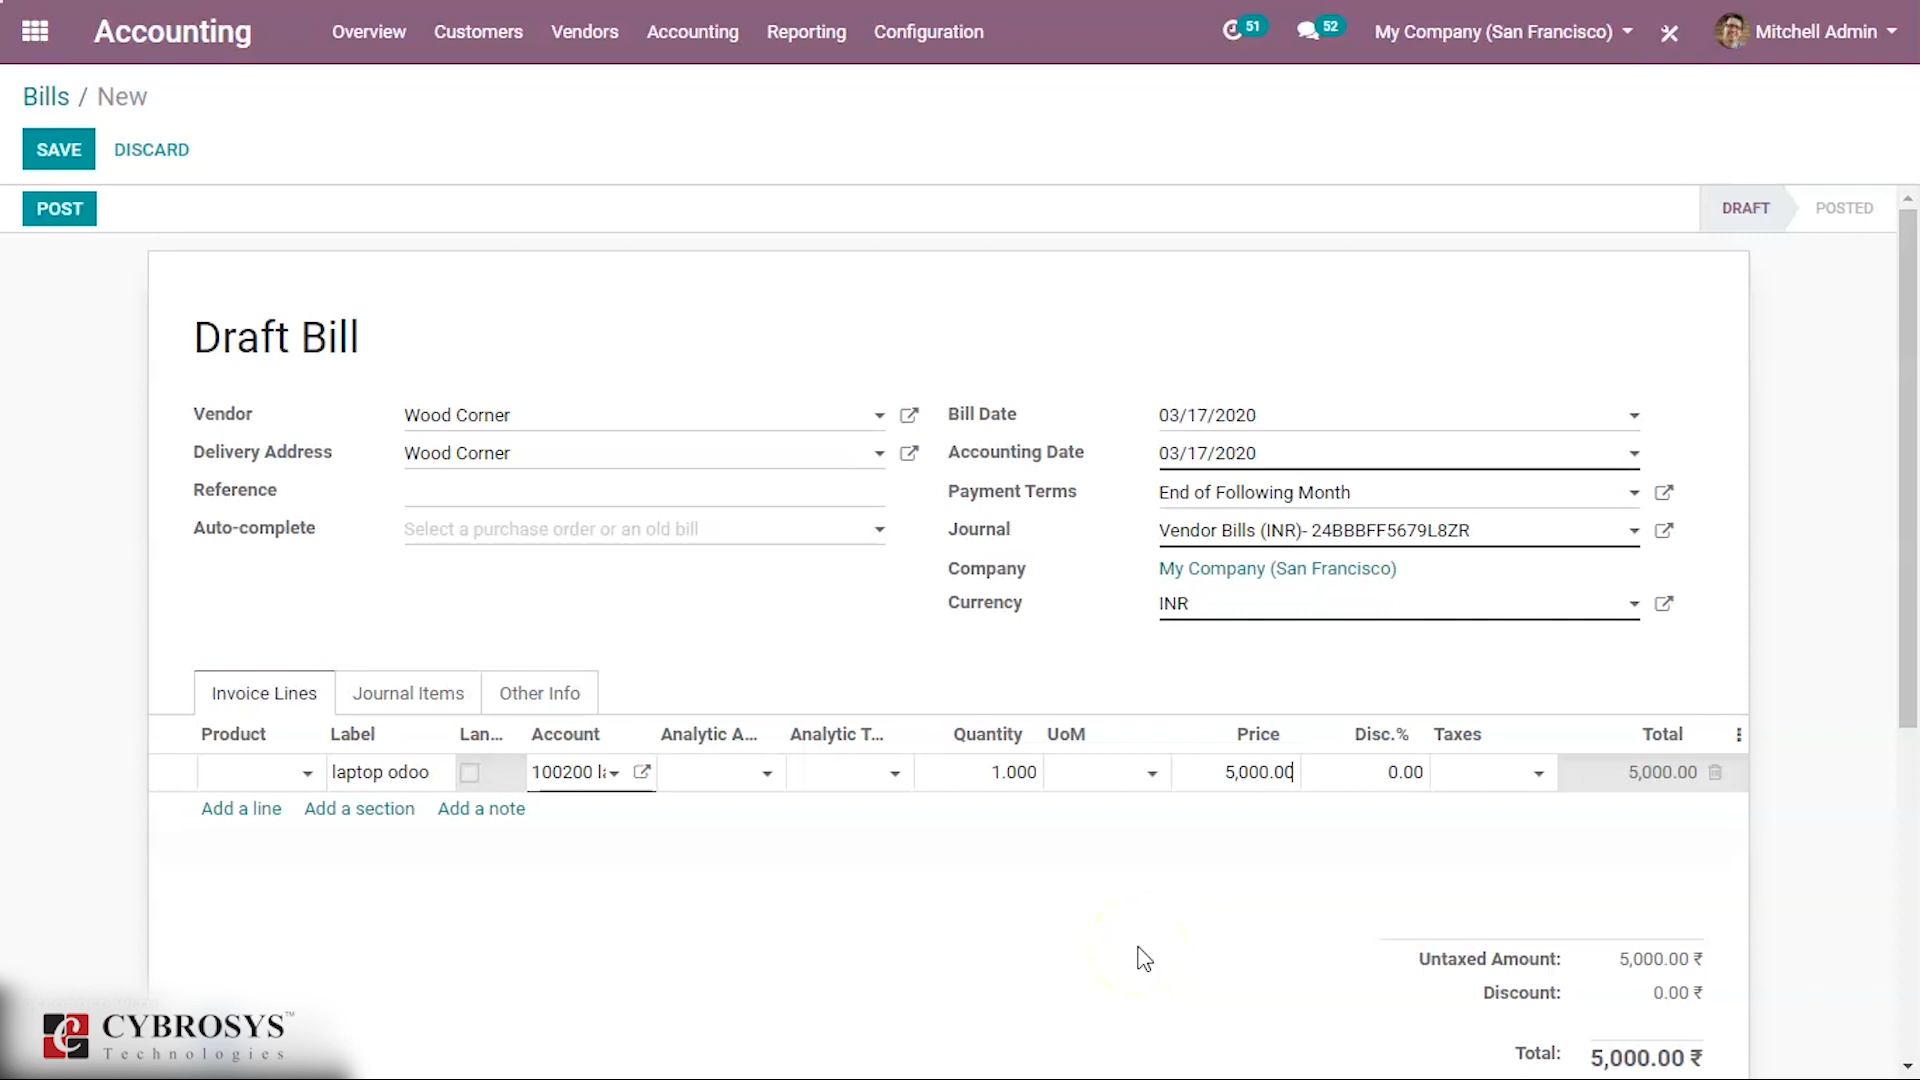 Accounting Overview Customers Vendors Accounting Reporting Configuration 51 52 My Company (San Francisco) Mitchell Admin
Bills / New
SAVE DISCARD
POST DRAFT POSTED
Draft Bill
Vendor Wood Corner Bill Date 03/17/2020
Delivery Address Wood Corner Accounting Date 03/17/2020
Reference Payment Terms End of Following Month
Auto-complete Select a purchase order or an old bill Journal Vendor Bills (INR)- 24BBBFF5679L8ZR
Company My Company (San Francisco)
Currency INR
Invoice Lines Journal Items Other Info
Product Label Lan... Account Analytic A... Analytic T... Quantity UoM Price Disc.% Taxes Total
laptop odoo 100200 1.000 5,000.00 0.00 5,000.00
Add a line Add a section Add a note
Untaxed Amount: 5,000.00 ₹
Discount: 0.00 ₹
Total: 5,000.00 ₹
CYBROSYS™
Technologies